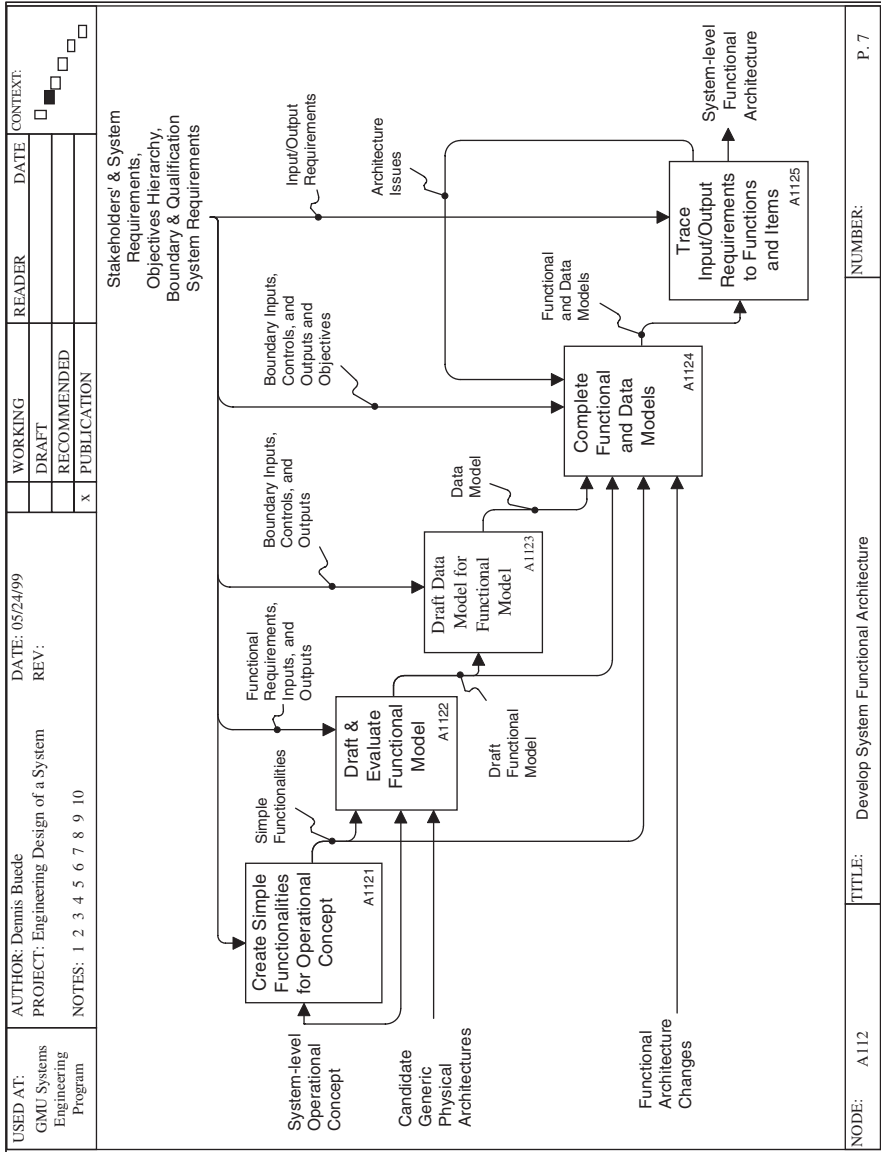 USED AT:
GMU Systems
Engineering
Program
AUTHOR: Dennis Buede
PROJECT: Engineering Design of a System
NOTES: 1 2 3 4 5 6 7 8 9 10
DATE: 05/24/99
REV:
WORKING
DRAFT
RECOMMENDED
x PUBLICATION
READER
DATE
CONTEXT:
Stakeholders' & System
Requirements,
Objectives Hierarchy,
Boundary & Qualification
System Requirements
System-level
Operational
Concept
Candidate
Generic
Physical
Architectures
Functional
Architecture
Changes
Create Simple
Functionalities
for Operational
Concept
A1121
Simple
Functionalities
Functional
Requirements,
Inputs, and
Outputs
Draft &
Evaluate
Functional
Model
A1122
Draft
Functional
Model
Boundary Inputs,
Controls, and
Outputs
Draft Data
Model for
Functional
Model
A1123
Data
Model
Boundary Inputs,
Controls, and
Outputs and
Objectives
Complete
Functional
and Data
Models
A1124
Functional
and Data
Models
Input/Output
Requirements
Architecture
Issues
Trace
Input/Output
Requirements
to Functions
and Items
A1125
System-level
Functional
Architecture
NODE: A112
TITLE: Develop System Functional Architecture
NUMBER: P. 7